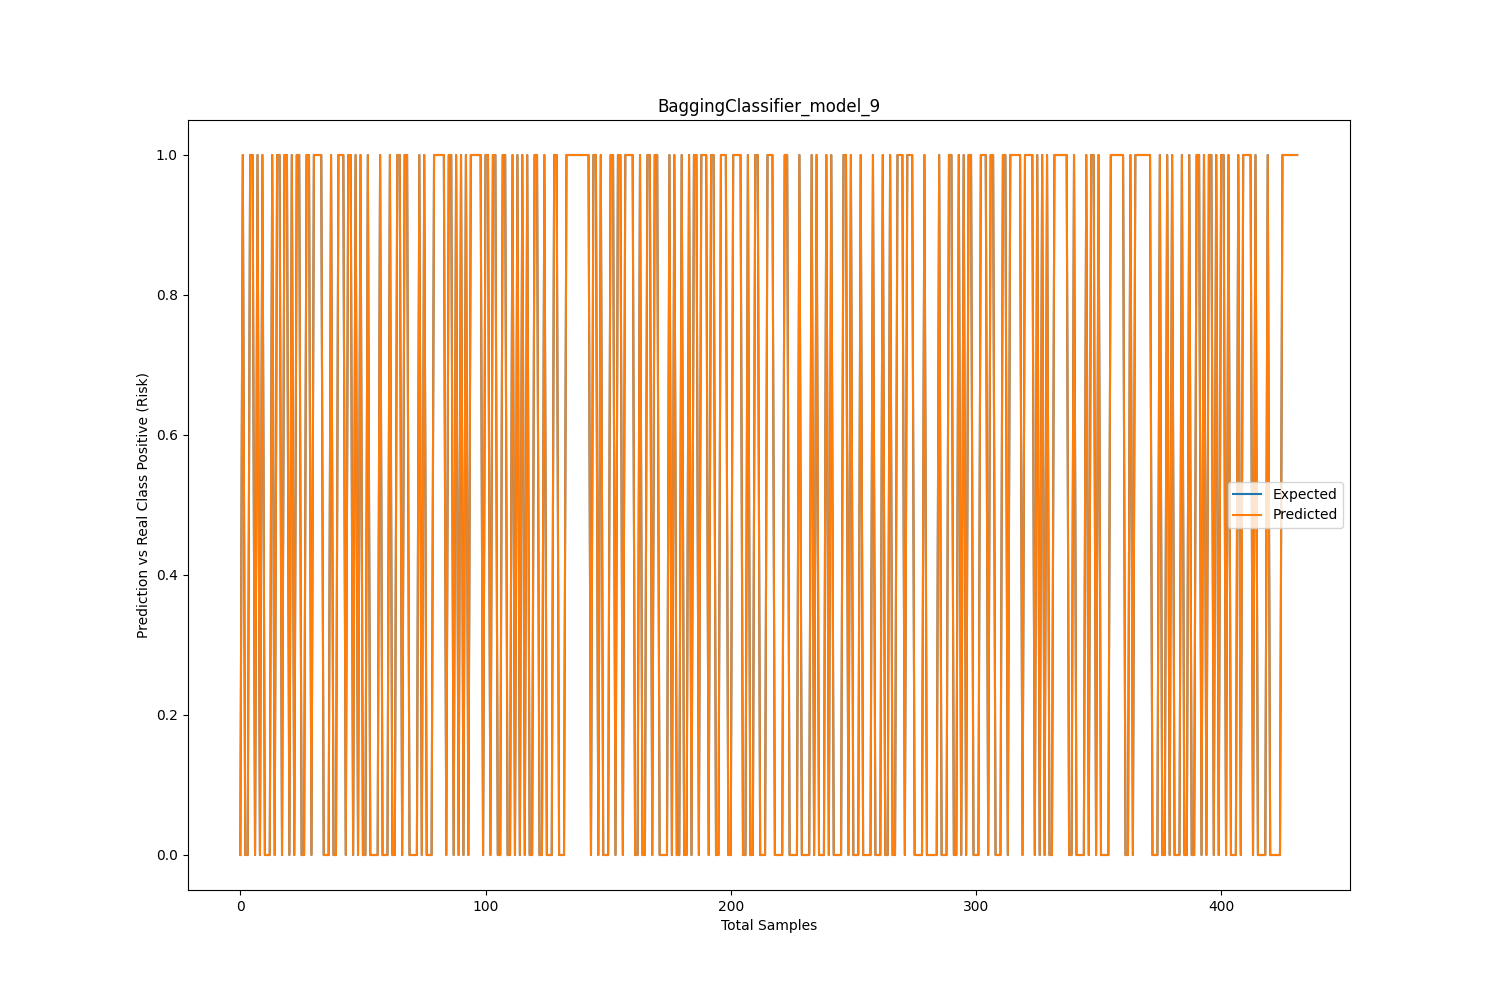 BaggingClassifier_model_9
1.0
0.8
0.6
0.4
0.2
0.0
Prediction vs Real Class Positive (Risk)
Expected
Predicted
0
100
200
300
400
Total Samples